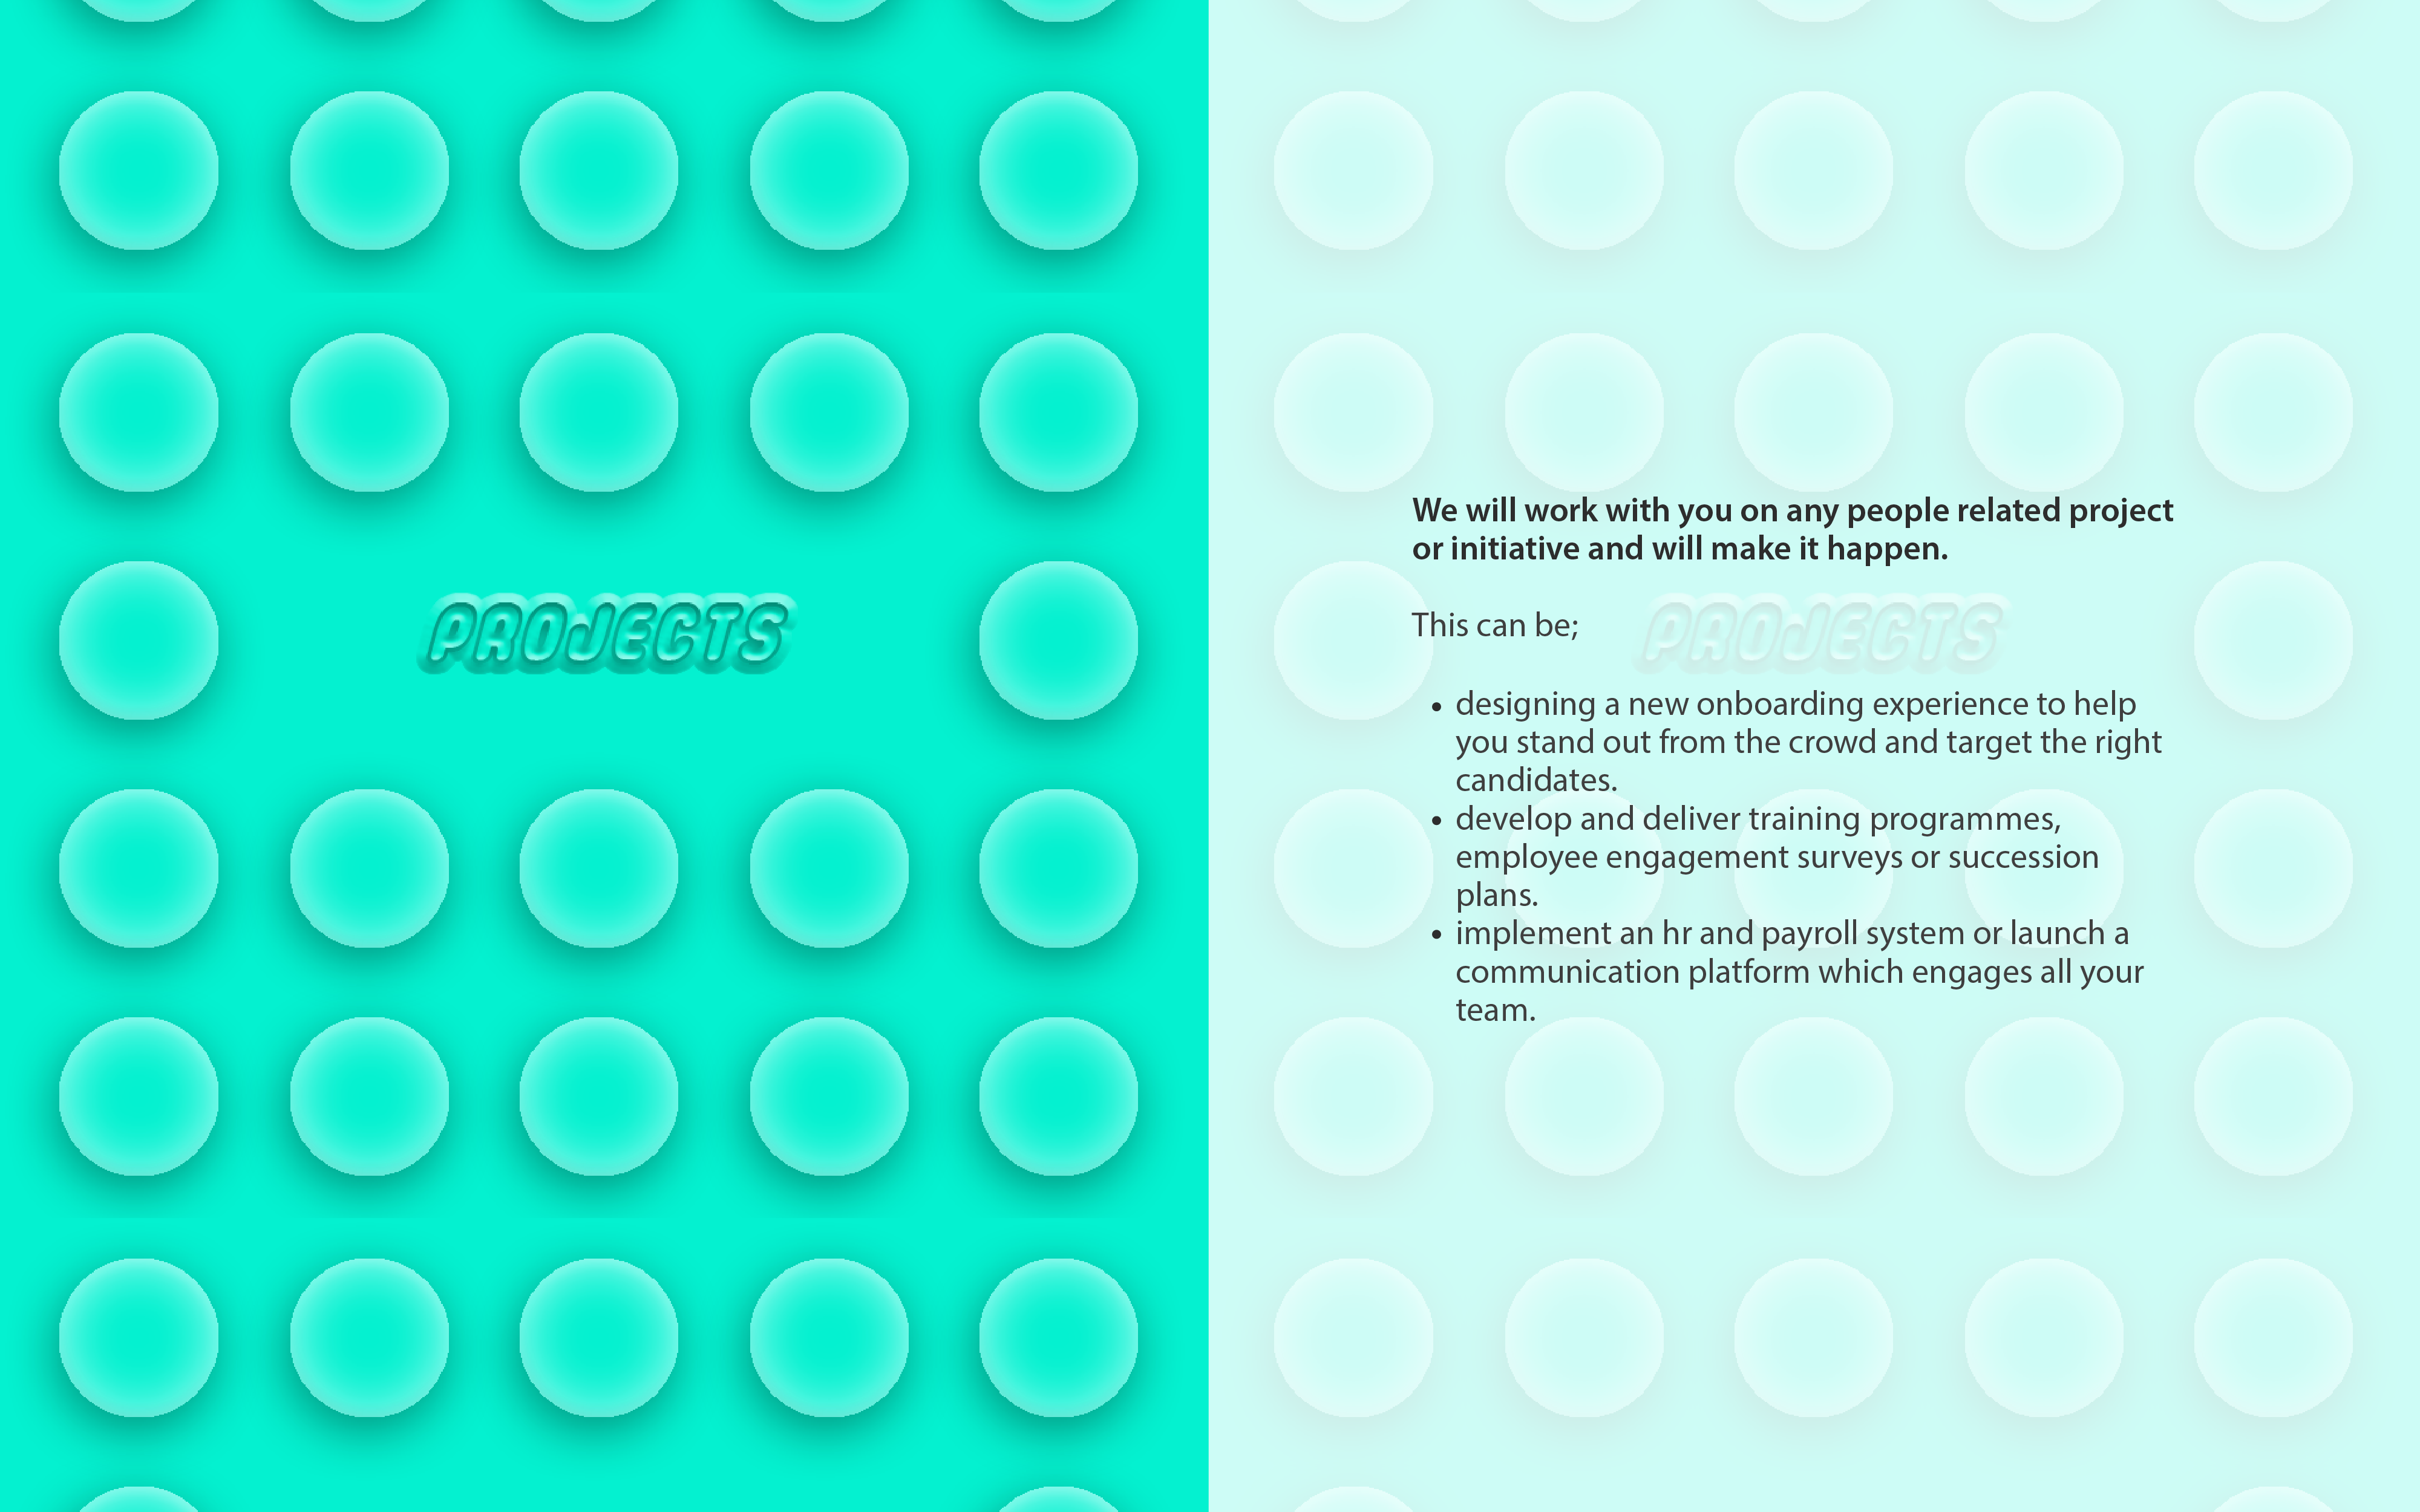 PROJECTS
We will work with you on any people related project
or initiative and will make it happen.
This can be;
PROJECTS
• designing a new onboarding experience to help
you stand out from the crowd and target the right
candidates.
• develop and deliver training programmes,
employee engagement surveys or succession
plans.
• implement an hr and payroll system or launch a
communication platform which engages all your
team.